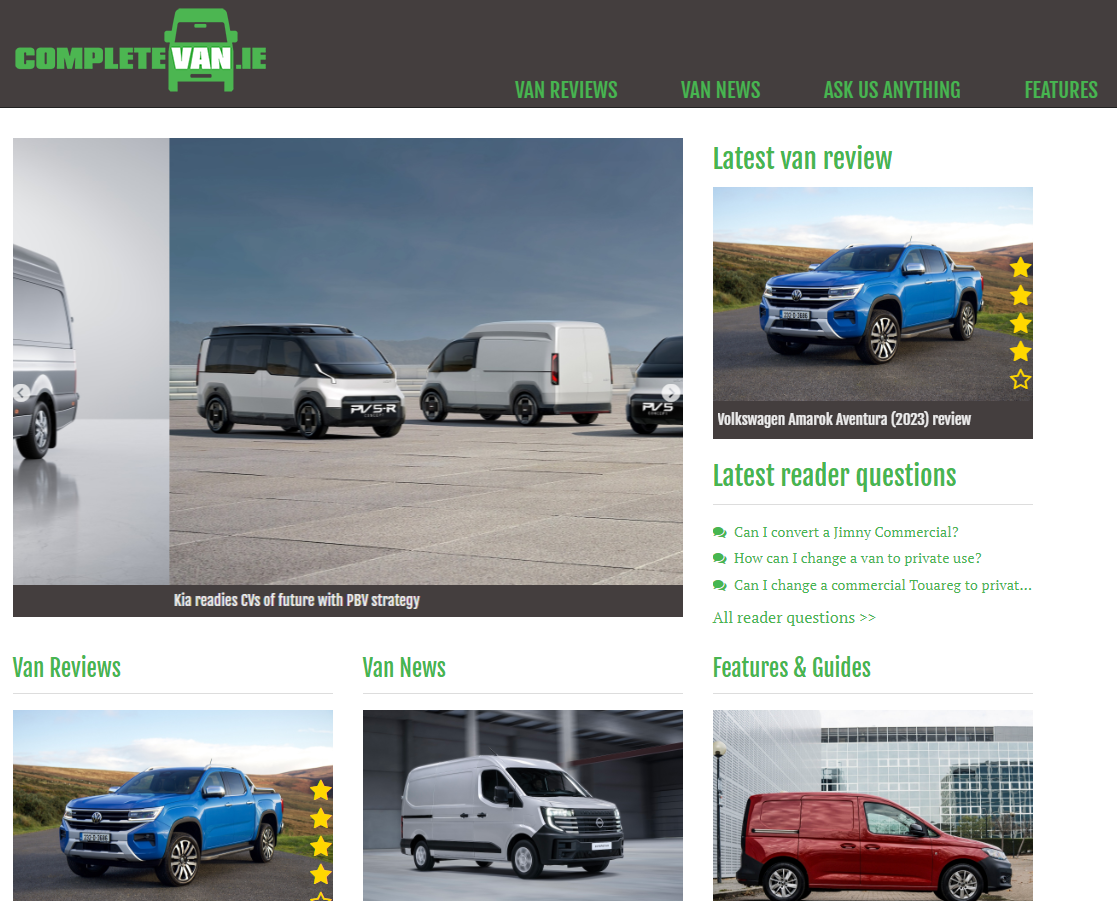 COMPLETEVAN.IE
VAN REVIEWS
VAN NEWS
ASK US ANYTHING
FEATURES
PV5-R
CONCEPT
PV5
CONCEPT
Kia readies CVs of future with PBV strategy
Latest van review
Volkswagen Amarok Aventura (2023) review
Latest reader questions
Can I convert a Jimny Commercial?
How can I change a van to private use?
Can I change a commercial Touareg to privat...
All reader questions >>
Van Reviews
Van News
Features & Guides